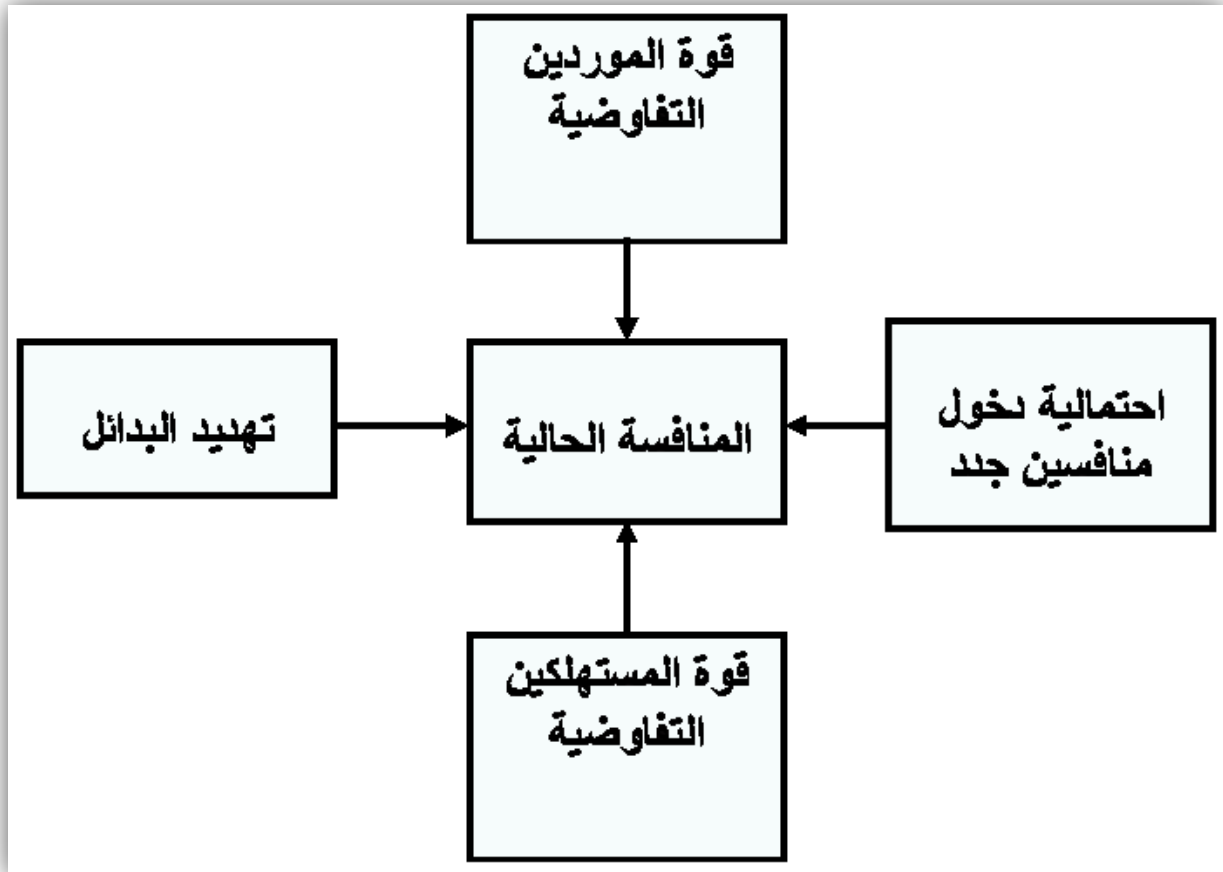 قوة الموردين
التفاوضية
احتمالية دخول
منافسين جدد
المنافسة الحالية
تهديد البدائل
قوة المستهلكين
التفاوضية